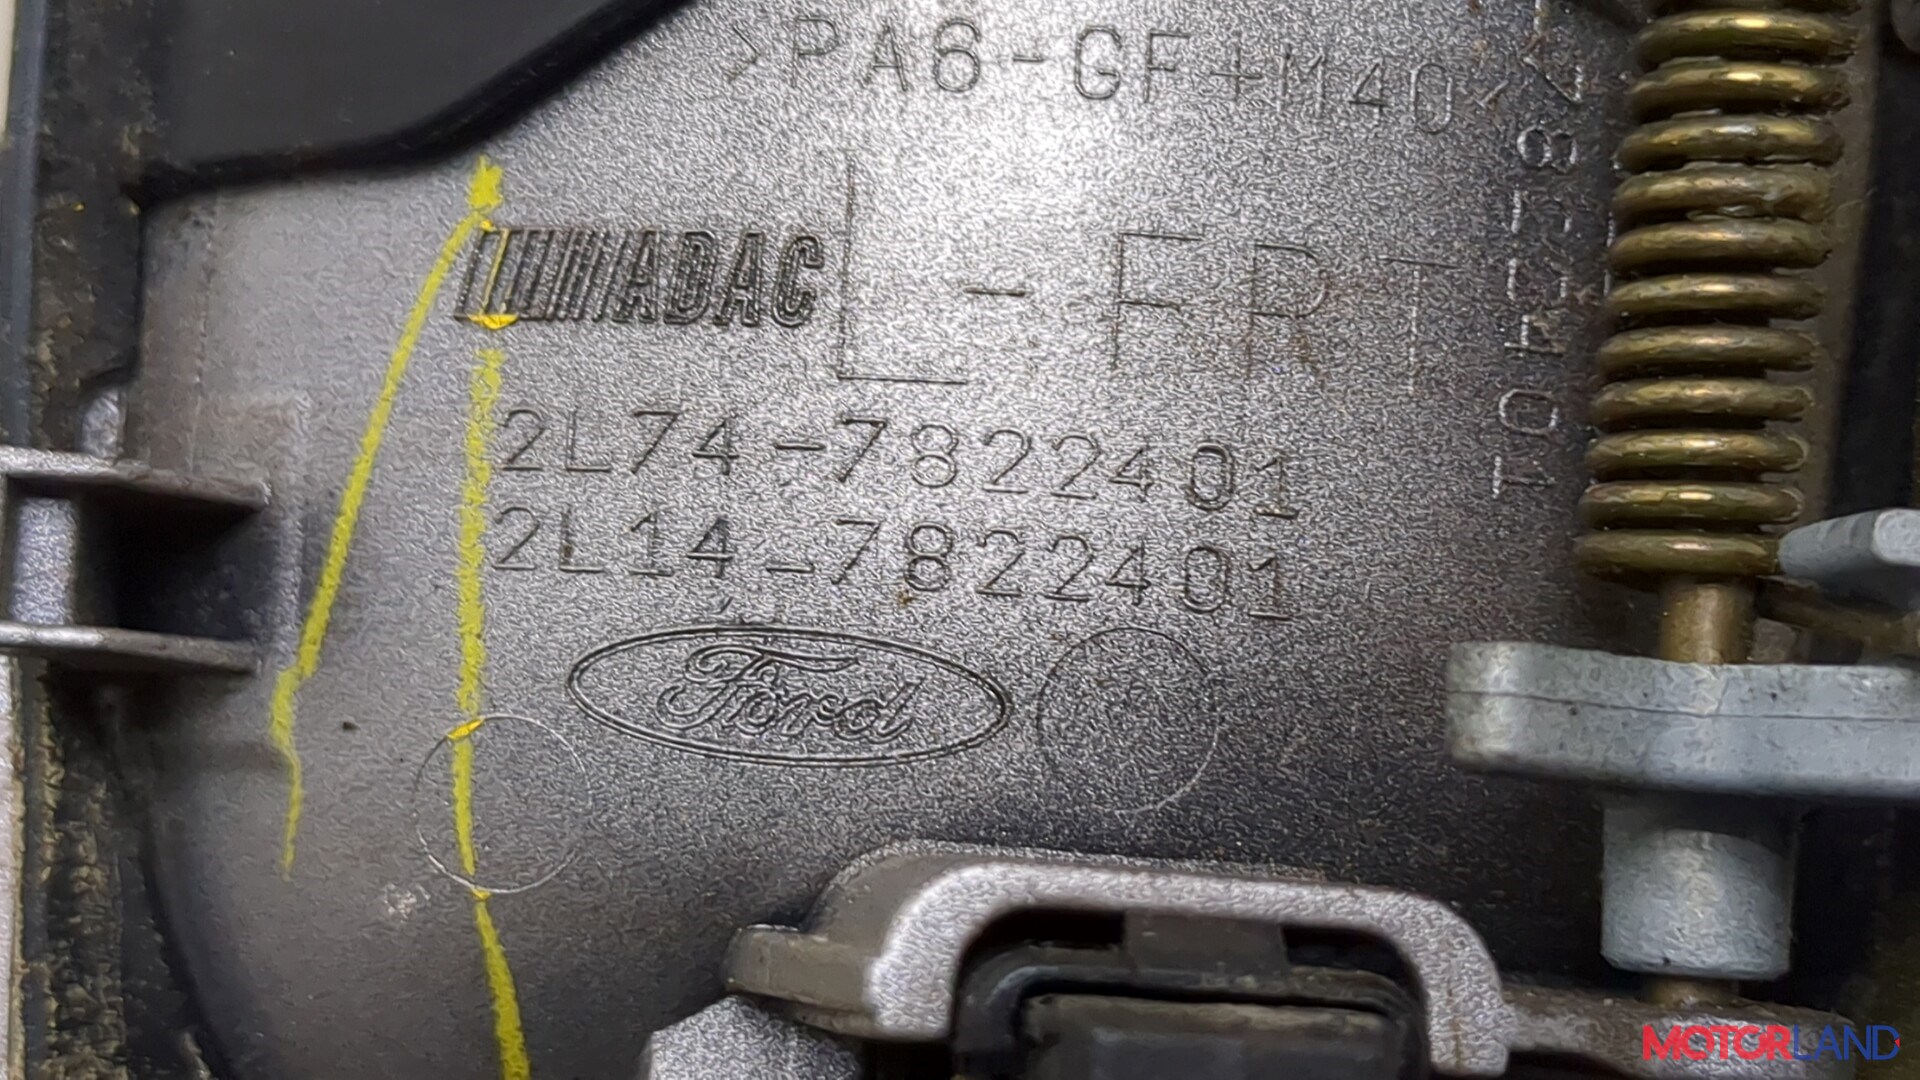 >PA6-GF+M40<
ADAC
L-FRT
2L74-7822401
2L14-7822401
Ford
MOTORLAND